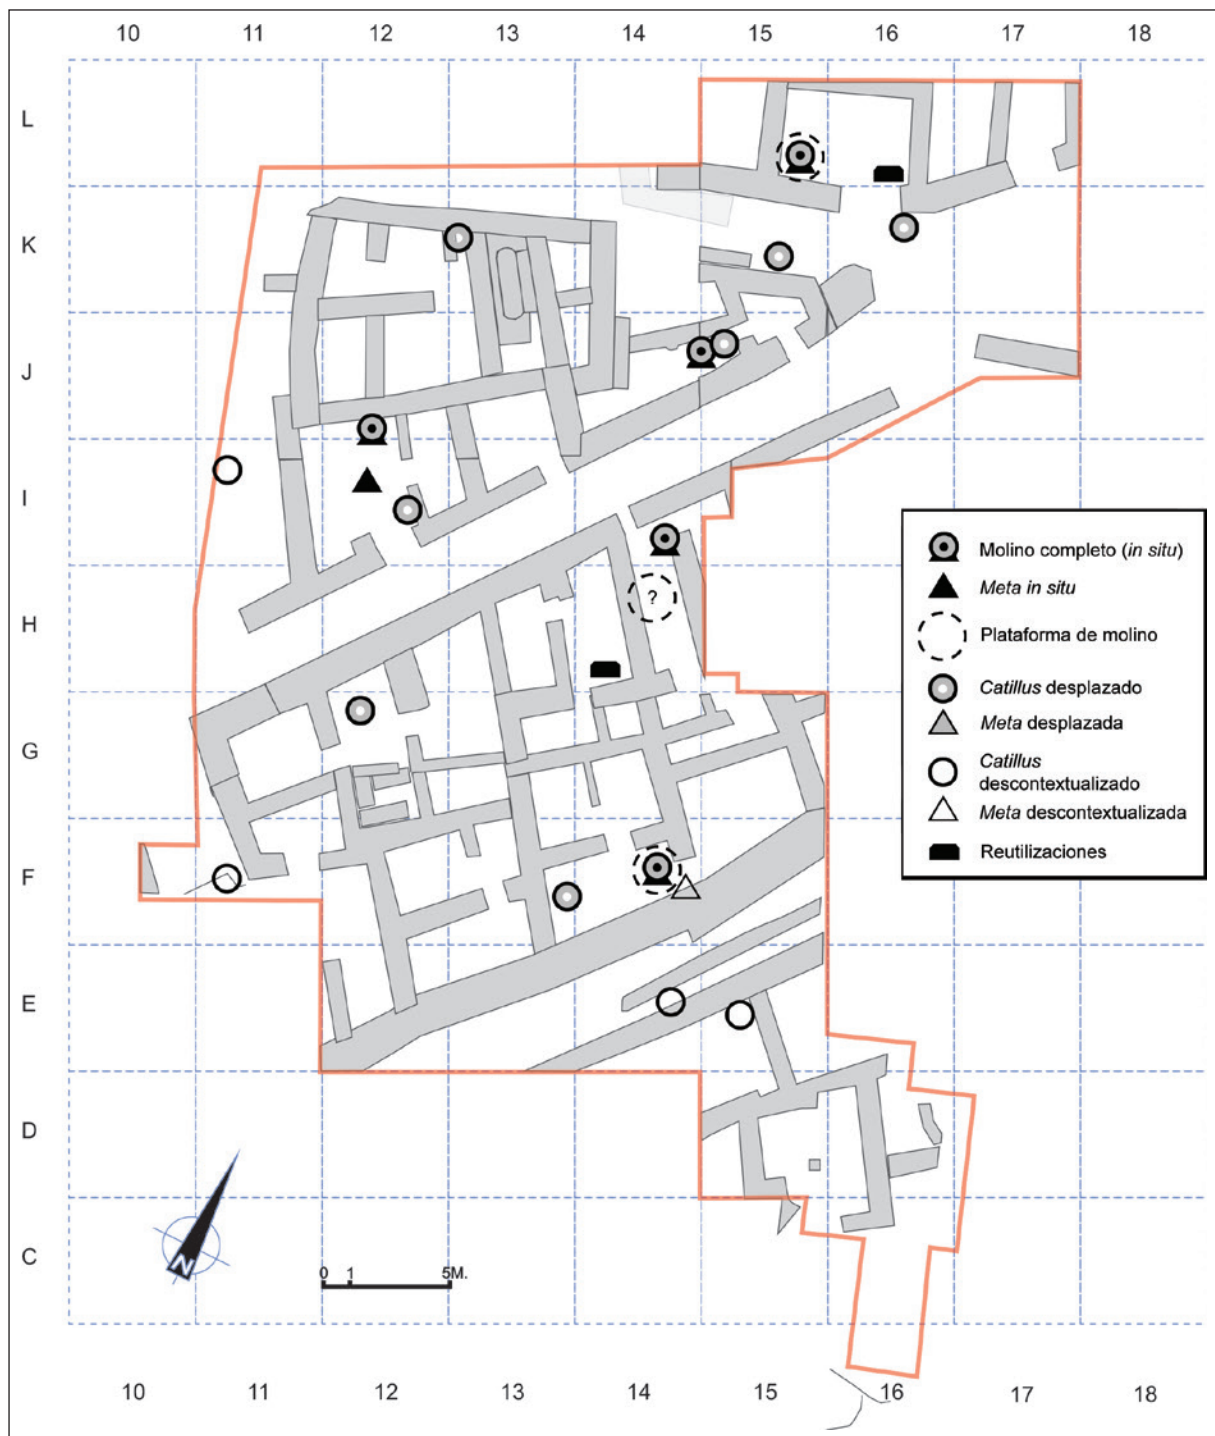 10 11 12 13 14 15 16 17 18
L
K
J
I
H
G
F
E
D
C
?
Molino completo (in situ)
Meta in situ
Plataforma de molino
Catillus desplazado
Meta desplazada
Catillus
descontextualizado
Meta descontextualizada
Reutilizaciones
N
0 1 5M.
10 11 12 13 14 15 16 17 18